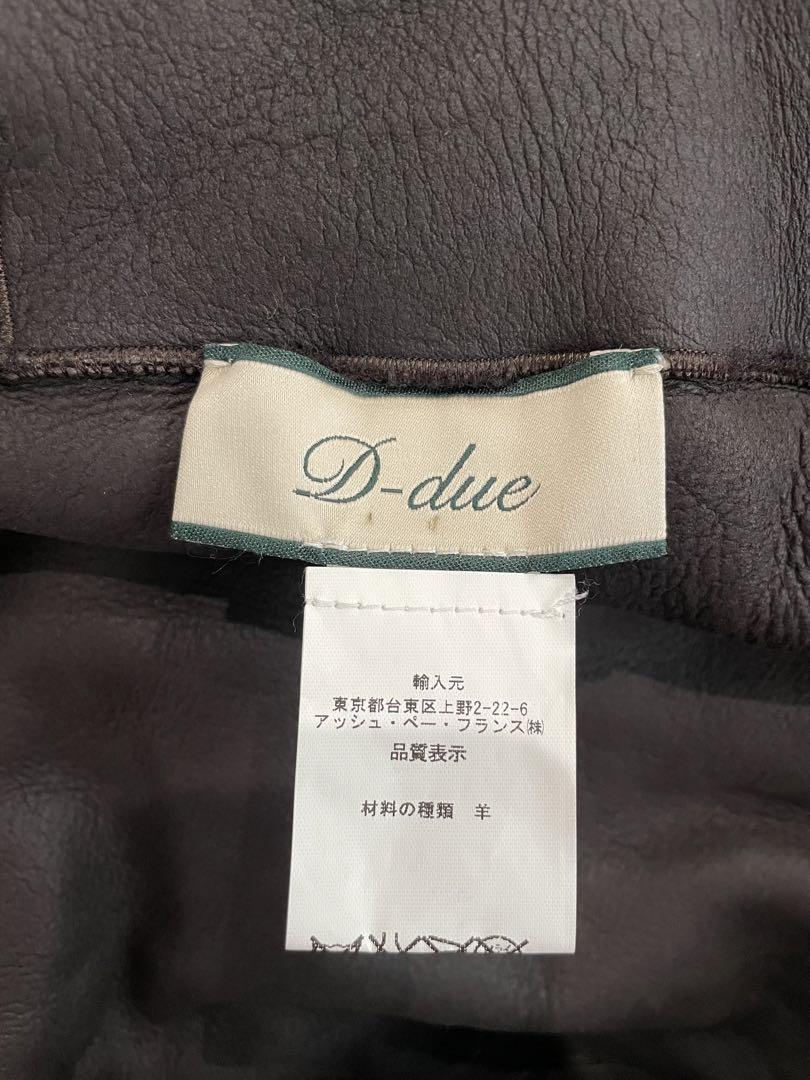 D-due
輸入元
東京都台東区上野2-22-6
アッシュ・ペー・フランス㈱
品質表示
材料の種類 羊